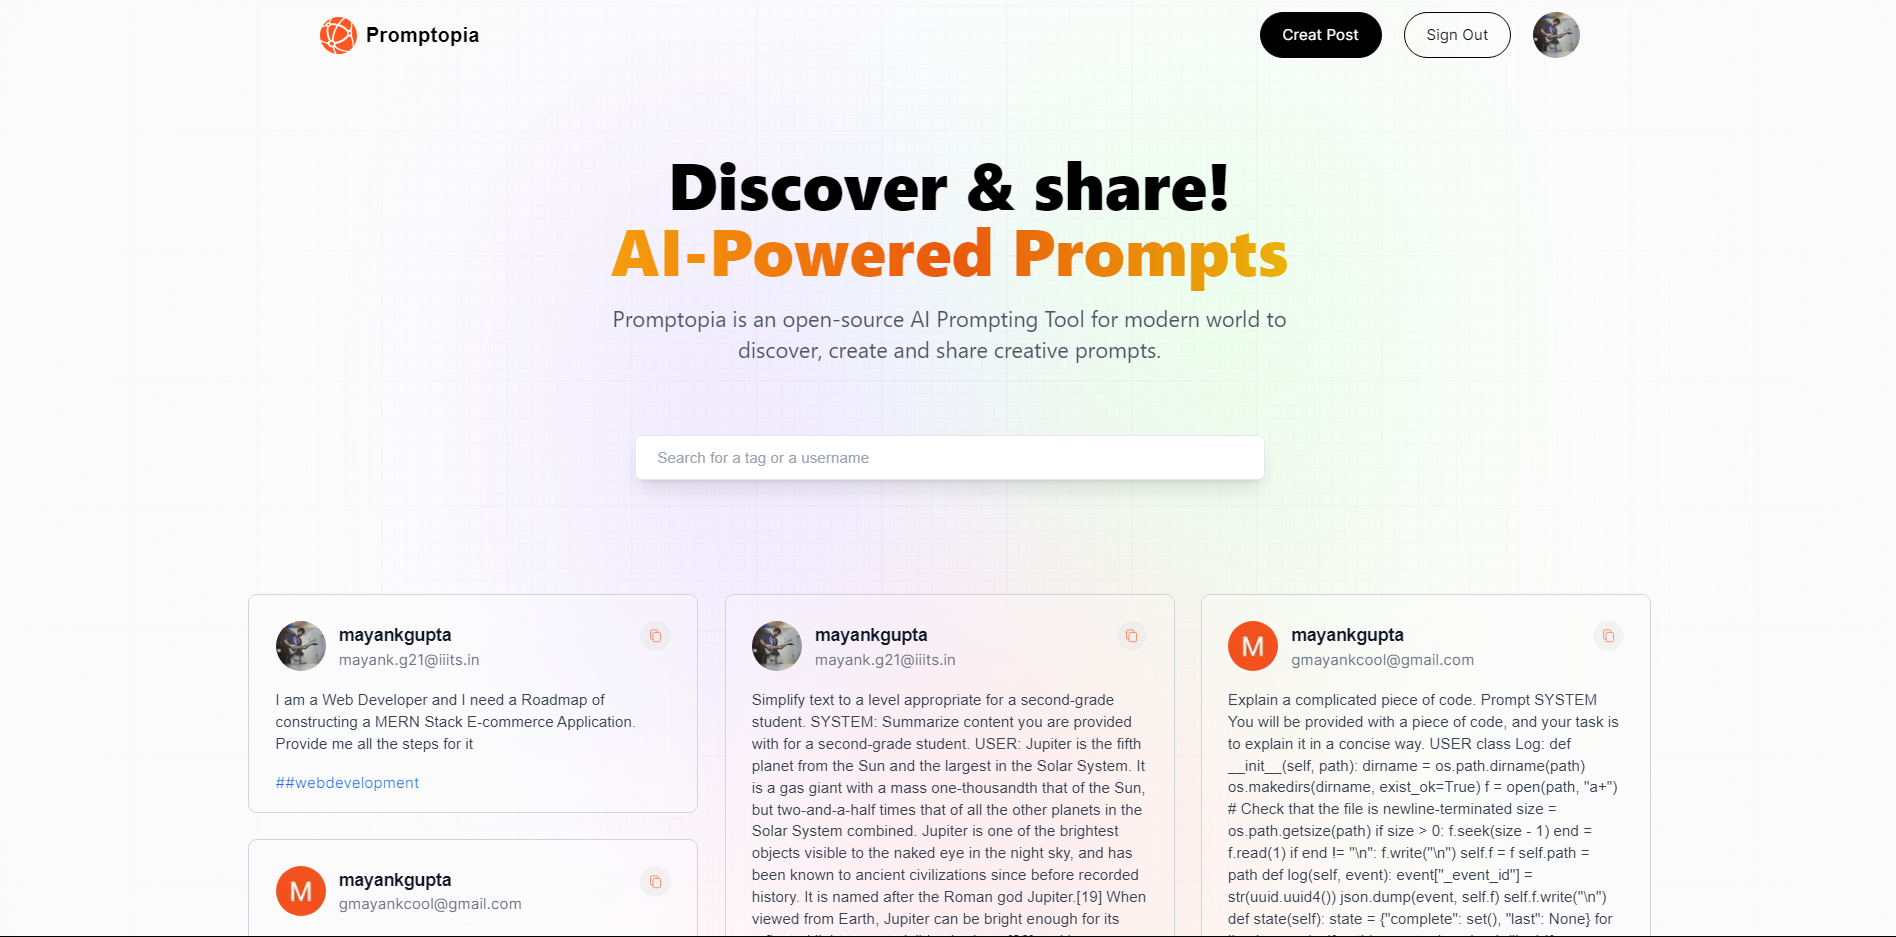 Promptopia
Creat Post
Sign Out
Discover & share!
AI-Powered Prompts
Promptopia is an open-source AI Prompting Tool for modern world to
discover, create and share creative prompts.
Search for a tag or a username
mayankgupta
mayank.g21@iiits.in
I am a Web Developer and I need a Roadmap of
constructing a MERN Stack E-commerce Application.
Provide me all the steps for it
##webdevelopment
M
mayankgupta
gmayankcool@gmail.com
mayankgupta
mayank.g21@iiits.in
Simplify text to a level appropriate for a second-grade
student. SYSTEM: Summarize content you are provided
with for a second-grade student. USER: Jupiter is the fifth
planet from the Sun and the largest in the Solar System. It
is a gas giant with a mass one-thousandth that of the Sun,
but two-and-a-half times that of all the other planets in the
Solar System combined. Jupiter is one of the brightest
objects visible to the naked eye in the night sky, and has
been known to ancient civilizations since before recorded
history. It is named after the Roman god Jupiter.[19] When
viewed from Earth, Jupiter can be bright enough for its
M
mayankgupta
gmayankcool@gmail.com
Explain a complicated piece of code. Prompt SYSTEM
You will be provided with a piece of code, and your task is
to explain it in a concise way. USER class Log: def
__init__(self, path): dirname = os.path.dirname(path)
os.makedirs(dirname, exist_ok=True) f = open(path, "a+")
# Check that the file is newline-terminated size =
os.path.getsize(path) if size > 0: f.seek(size - 1) end =
f.read(1) if end != "\n": f.write("\n") self.f = f self.path =
path def log(self, event): event["_event_id"] =
str(uuid.uuid4()) json.dump(event, self.f) self.f.write("\n")
def state(self): state = {"complete": set(), "last": None} for